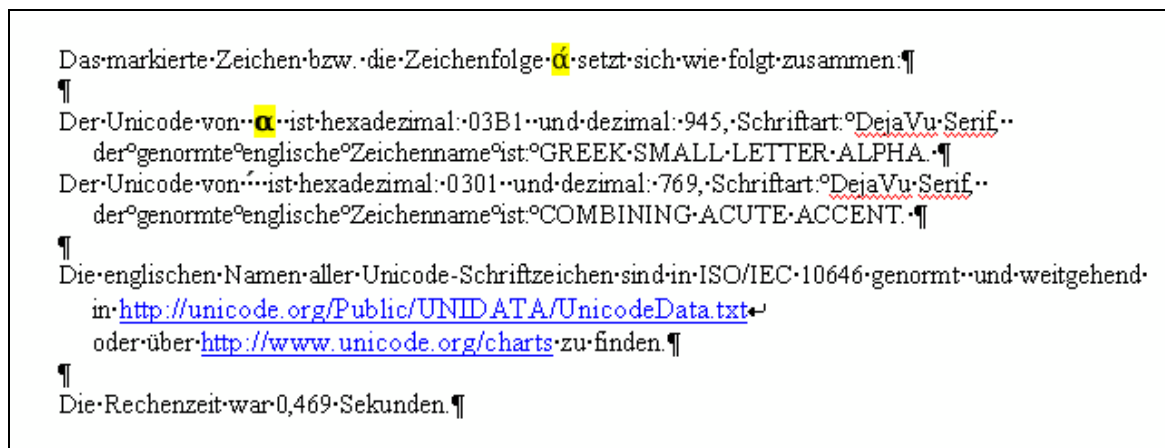 Das·markierte·Zeichen·bzw.·die·Zeichenfolge·ά·setzt·sich·wie·folgt·zusammen:¶
¶
Der·Unicode·von··α··ist·hexadezimal:·03B1··und·dezimal:·945,·Schriftart:°DejaVu·Serif,··
der°genormte°englische°Zeichenname°ist:°GREEK·SMALL·LETTER·ALPHA.·¶
Der·Unicode·von··́··ist·hexadezimal:·0301··und·dezimal:·769,·Schriftart:°DejaVu·Serif,··
der°genormte°englische°Zeichenname°ist:°COMBINING·ACUTE·ACCENT.·¶
¶
Die·englischen·Namen·aller·Unicode-Schriftzeichen·sind·in·ISO/IEC·10646·genormt··und·weitgehend·
in·http://unicode.org/Public/UNIDATA/UnicodeData.txt↵
oder·über·http://www.unicode.org/charts·zu·finden.¶
¶
Die·Rechenzeit·war·0,469·Sekunden.¶